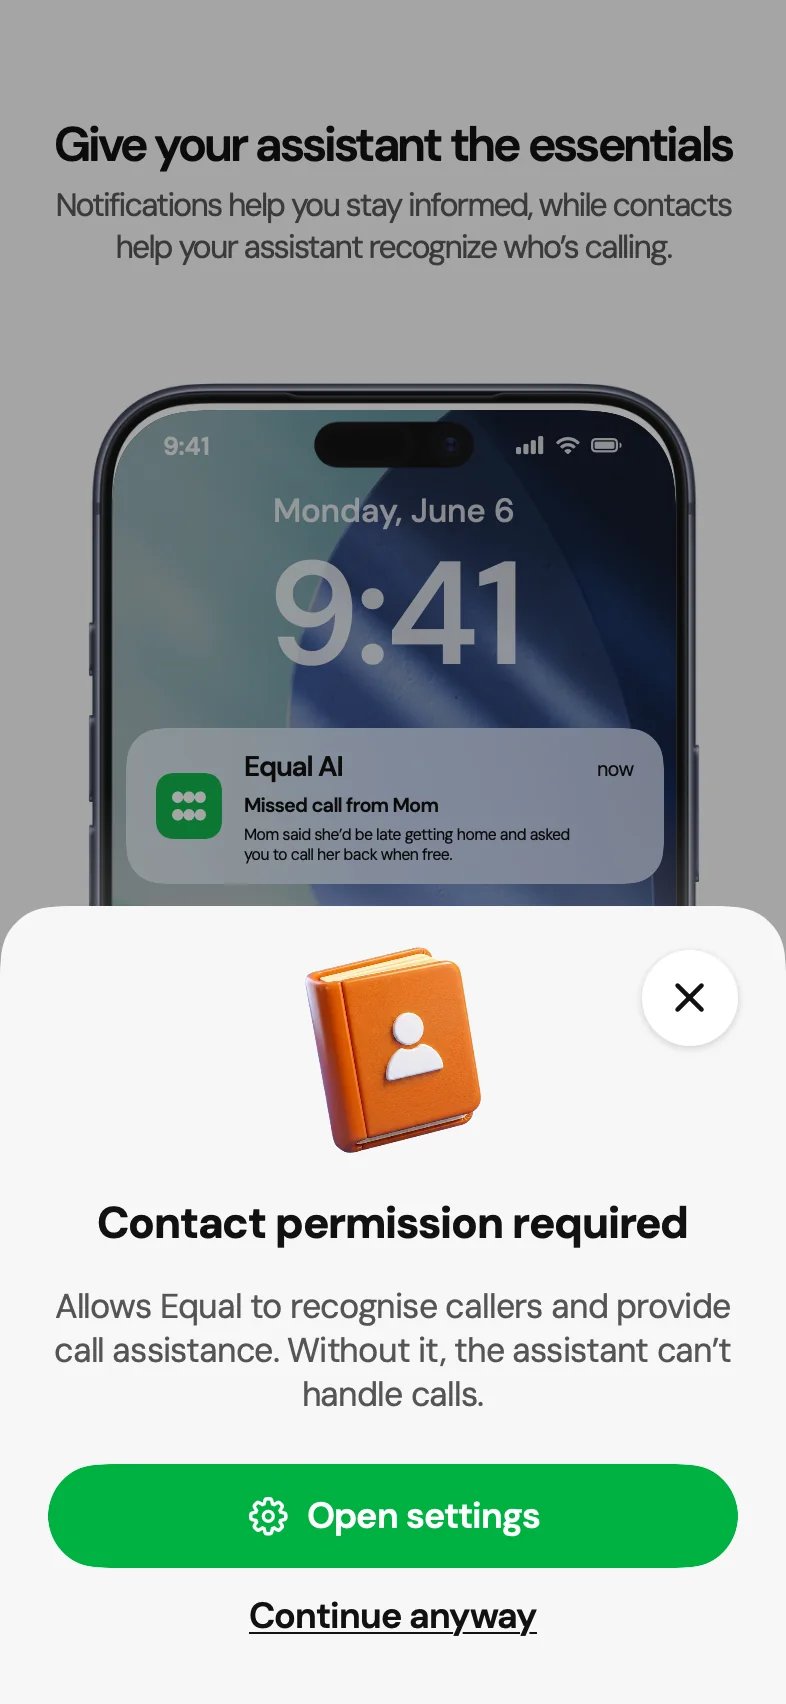 Give your assistant the essentials
Notifications help you stay informed, while contacts
help your assistant recognize who’s calling.
9:41
Monday, June 6
9:41
Equal AI
now
Missed call from Mom
Mom said she’d be late getting home and asked
you to call her back when free.
Contact permission required
Allows Equal to recognise callers and provide
call assistance. Without it, the assistant can’t
handle calls.
Open settings
Continue anyway